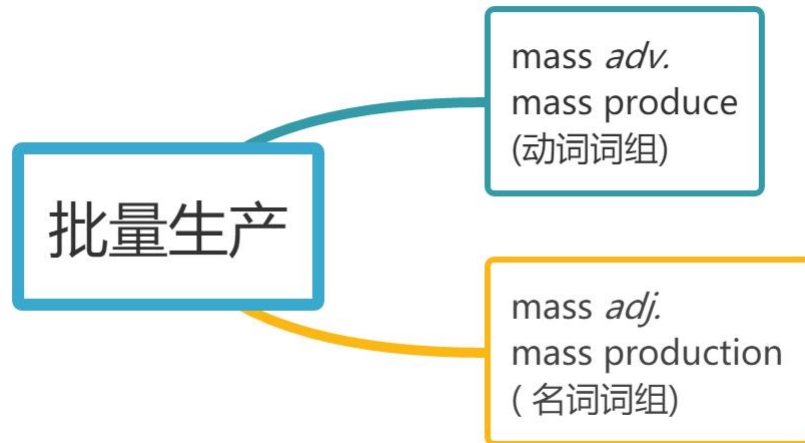 批量生产
mass adv.
mass produce
(动词词组)
mass adj.
mass production
( 名词词组)